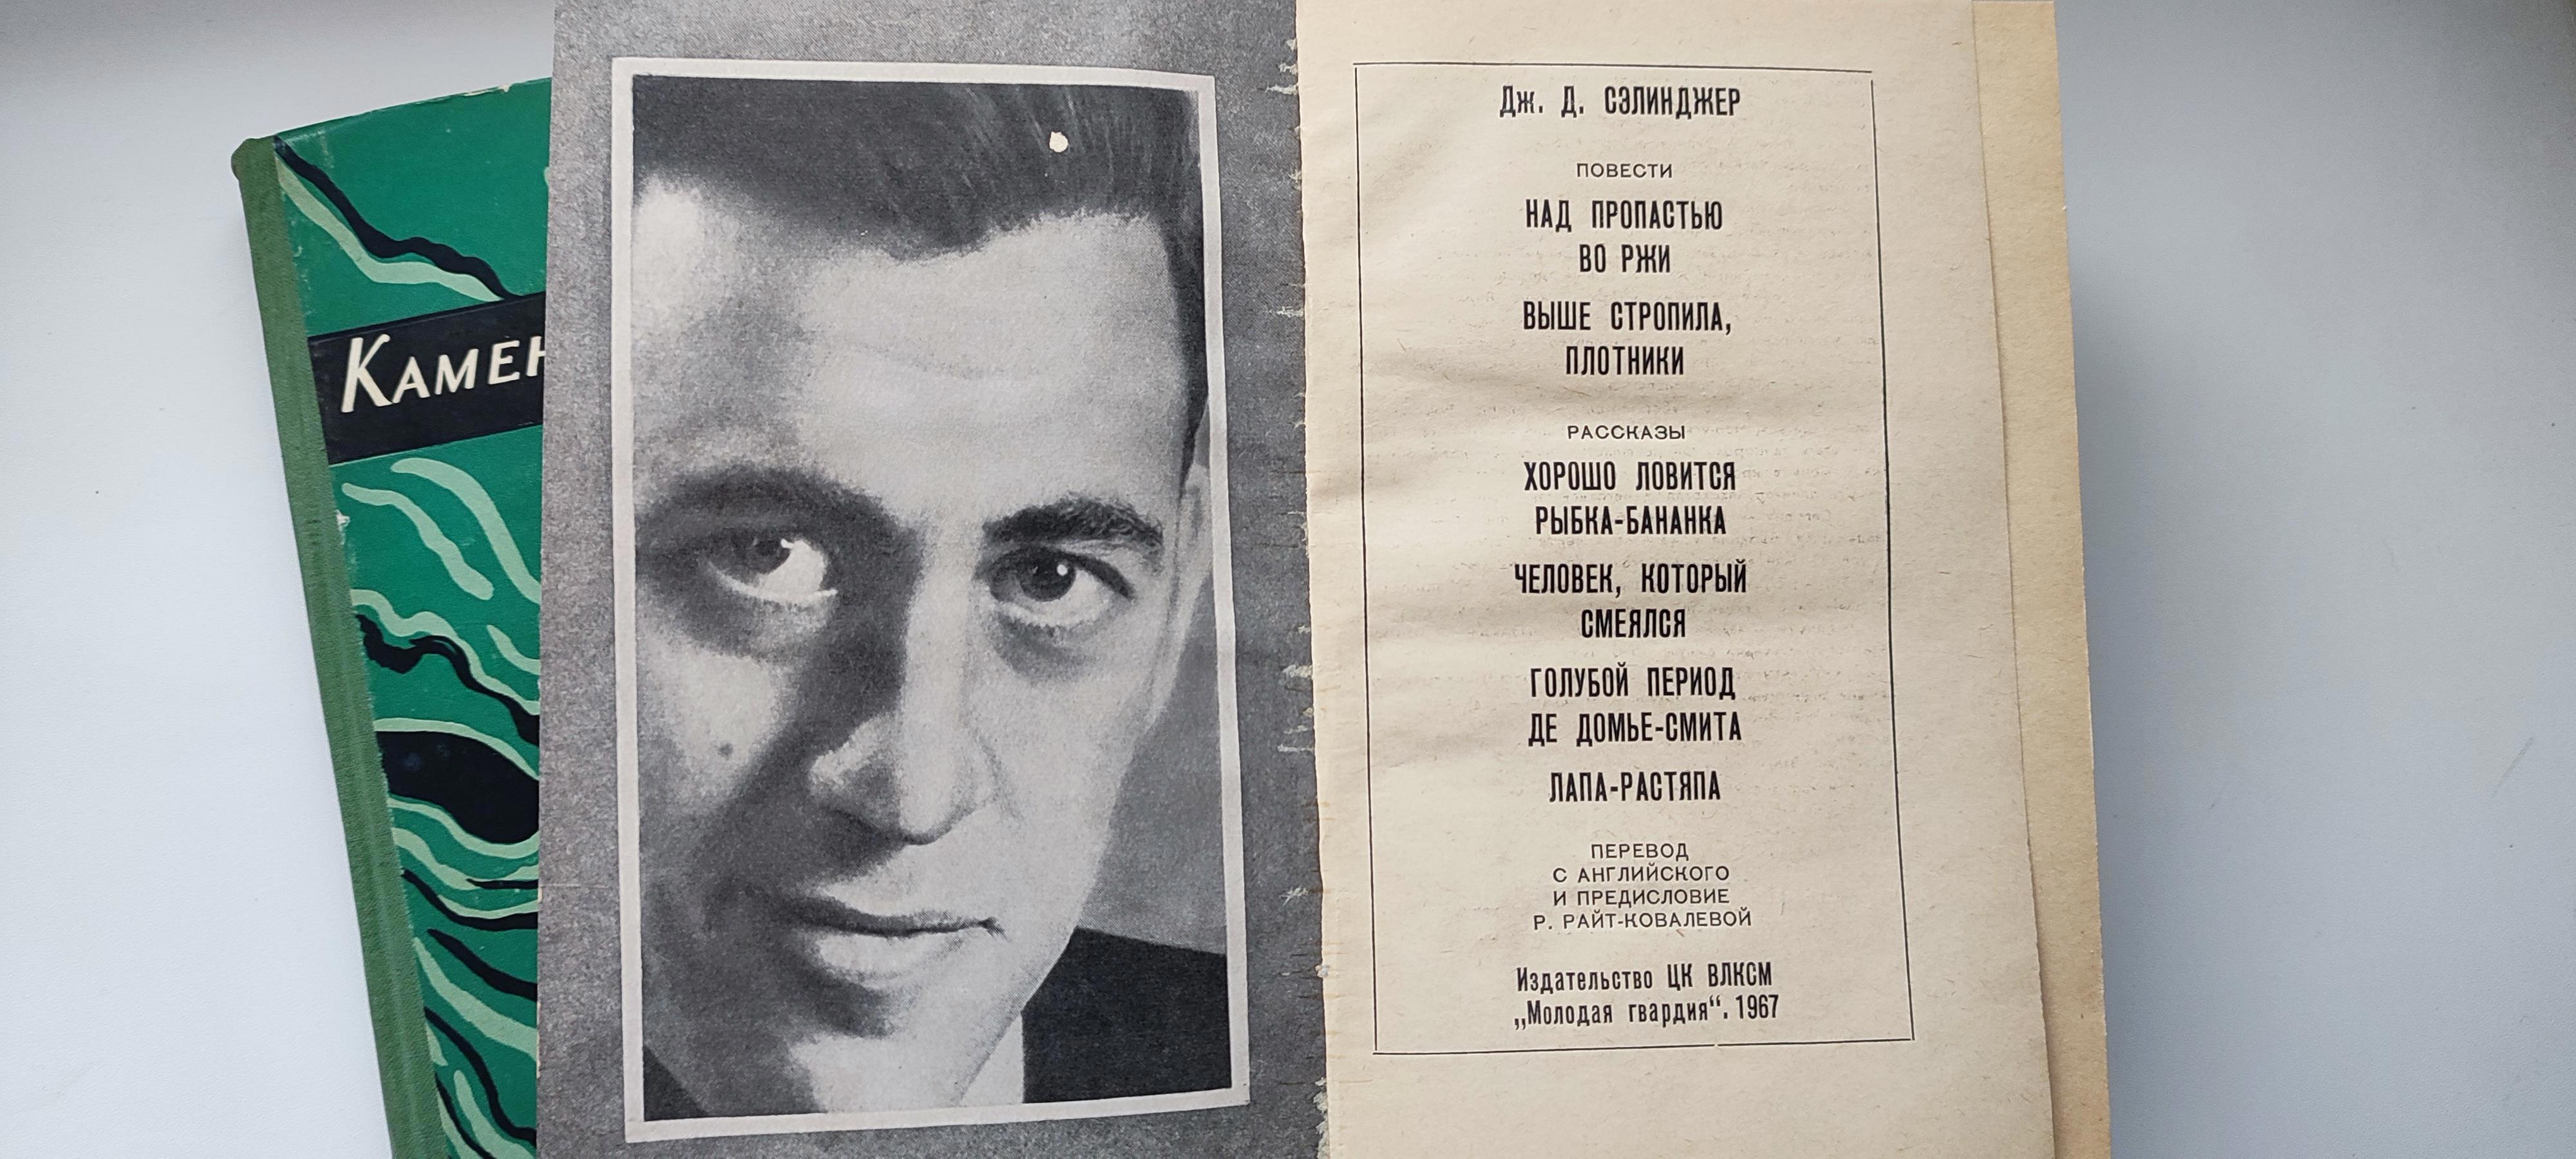 Дж. Д. СЭЛИНДЖЕР
ПОВЕСТИ
НАД ПРОПАСТЬЮ
ВО РЖИ
ВЫШЕ СТРОПИЛА,
ПЛОТНИКИ
РАССКАЗЫ
ХОРОШО ЛОВИТСЯ
РЫБКА-БАНАНКА
ЧЕЛОВЕК, КОТОРЫЙ
СМЕЯЛСЯ
ГОЛУБОЙ ПЕРИОД
ДЕ ДОМЬЕ-СМИТА
ЛАПА-РАСТЯПА
ПЕРЕВОД
С АНГЛИЙСКОГО
И ПРЕДИСЛОВИЕ
Р. РАЙТ-КОВАЛЕВОЙ
Издательство ЦК ВЛКСМ
„Молодая гвардия“. 1967